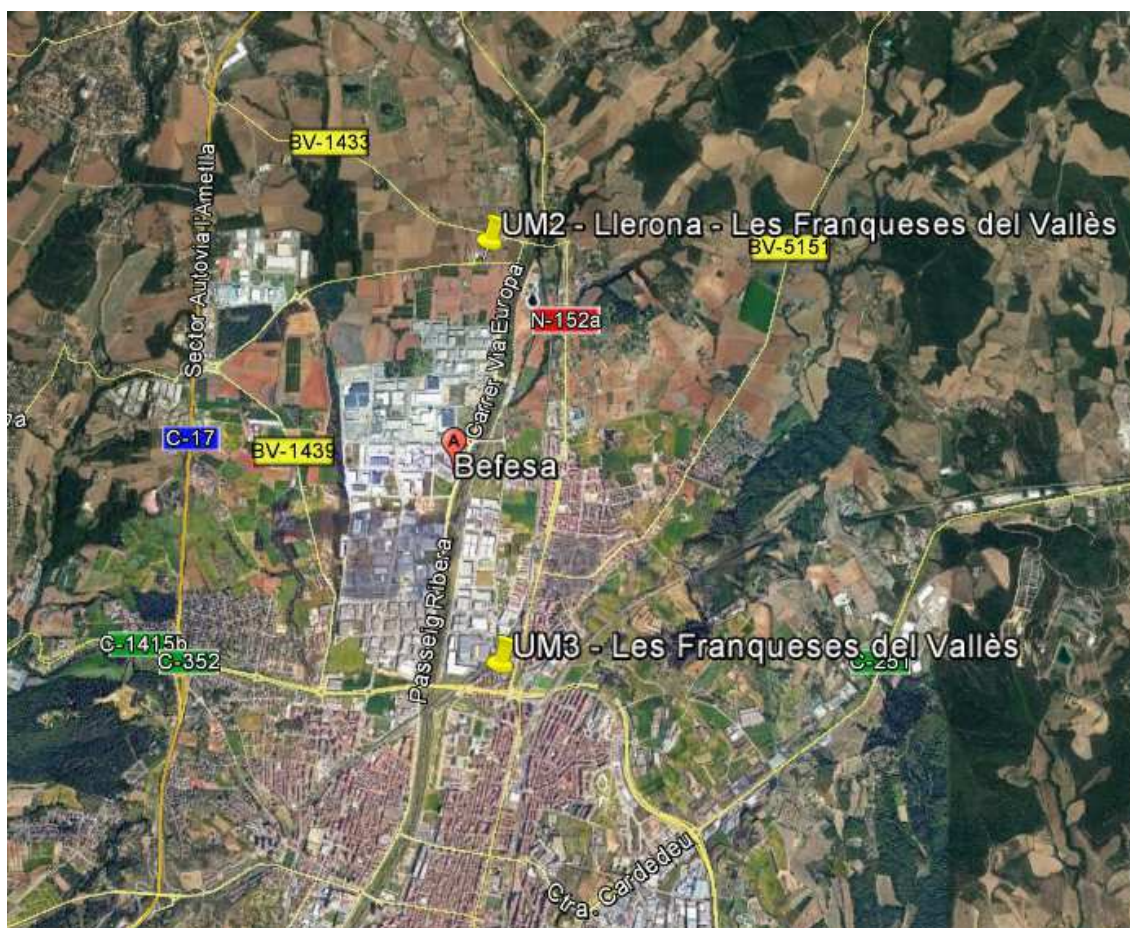 BV-1433
Sector Autovia l'Ametlla
UM2 - Llerona - Les Franqueses del Vallès
BV-5151
N-152a
Carrer Via Europa
C-17
BV-1439
A
Befesa
Passeig Ribera
C-1415b
C-352
UM3 - Les Franqueses del Vallès
C-251
Ctra. Cardedeu